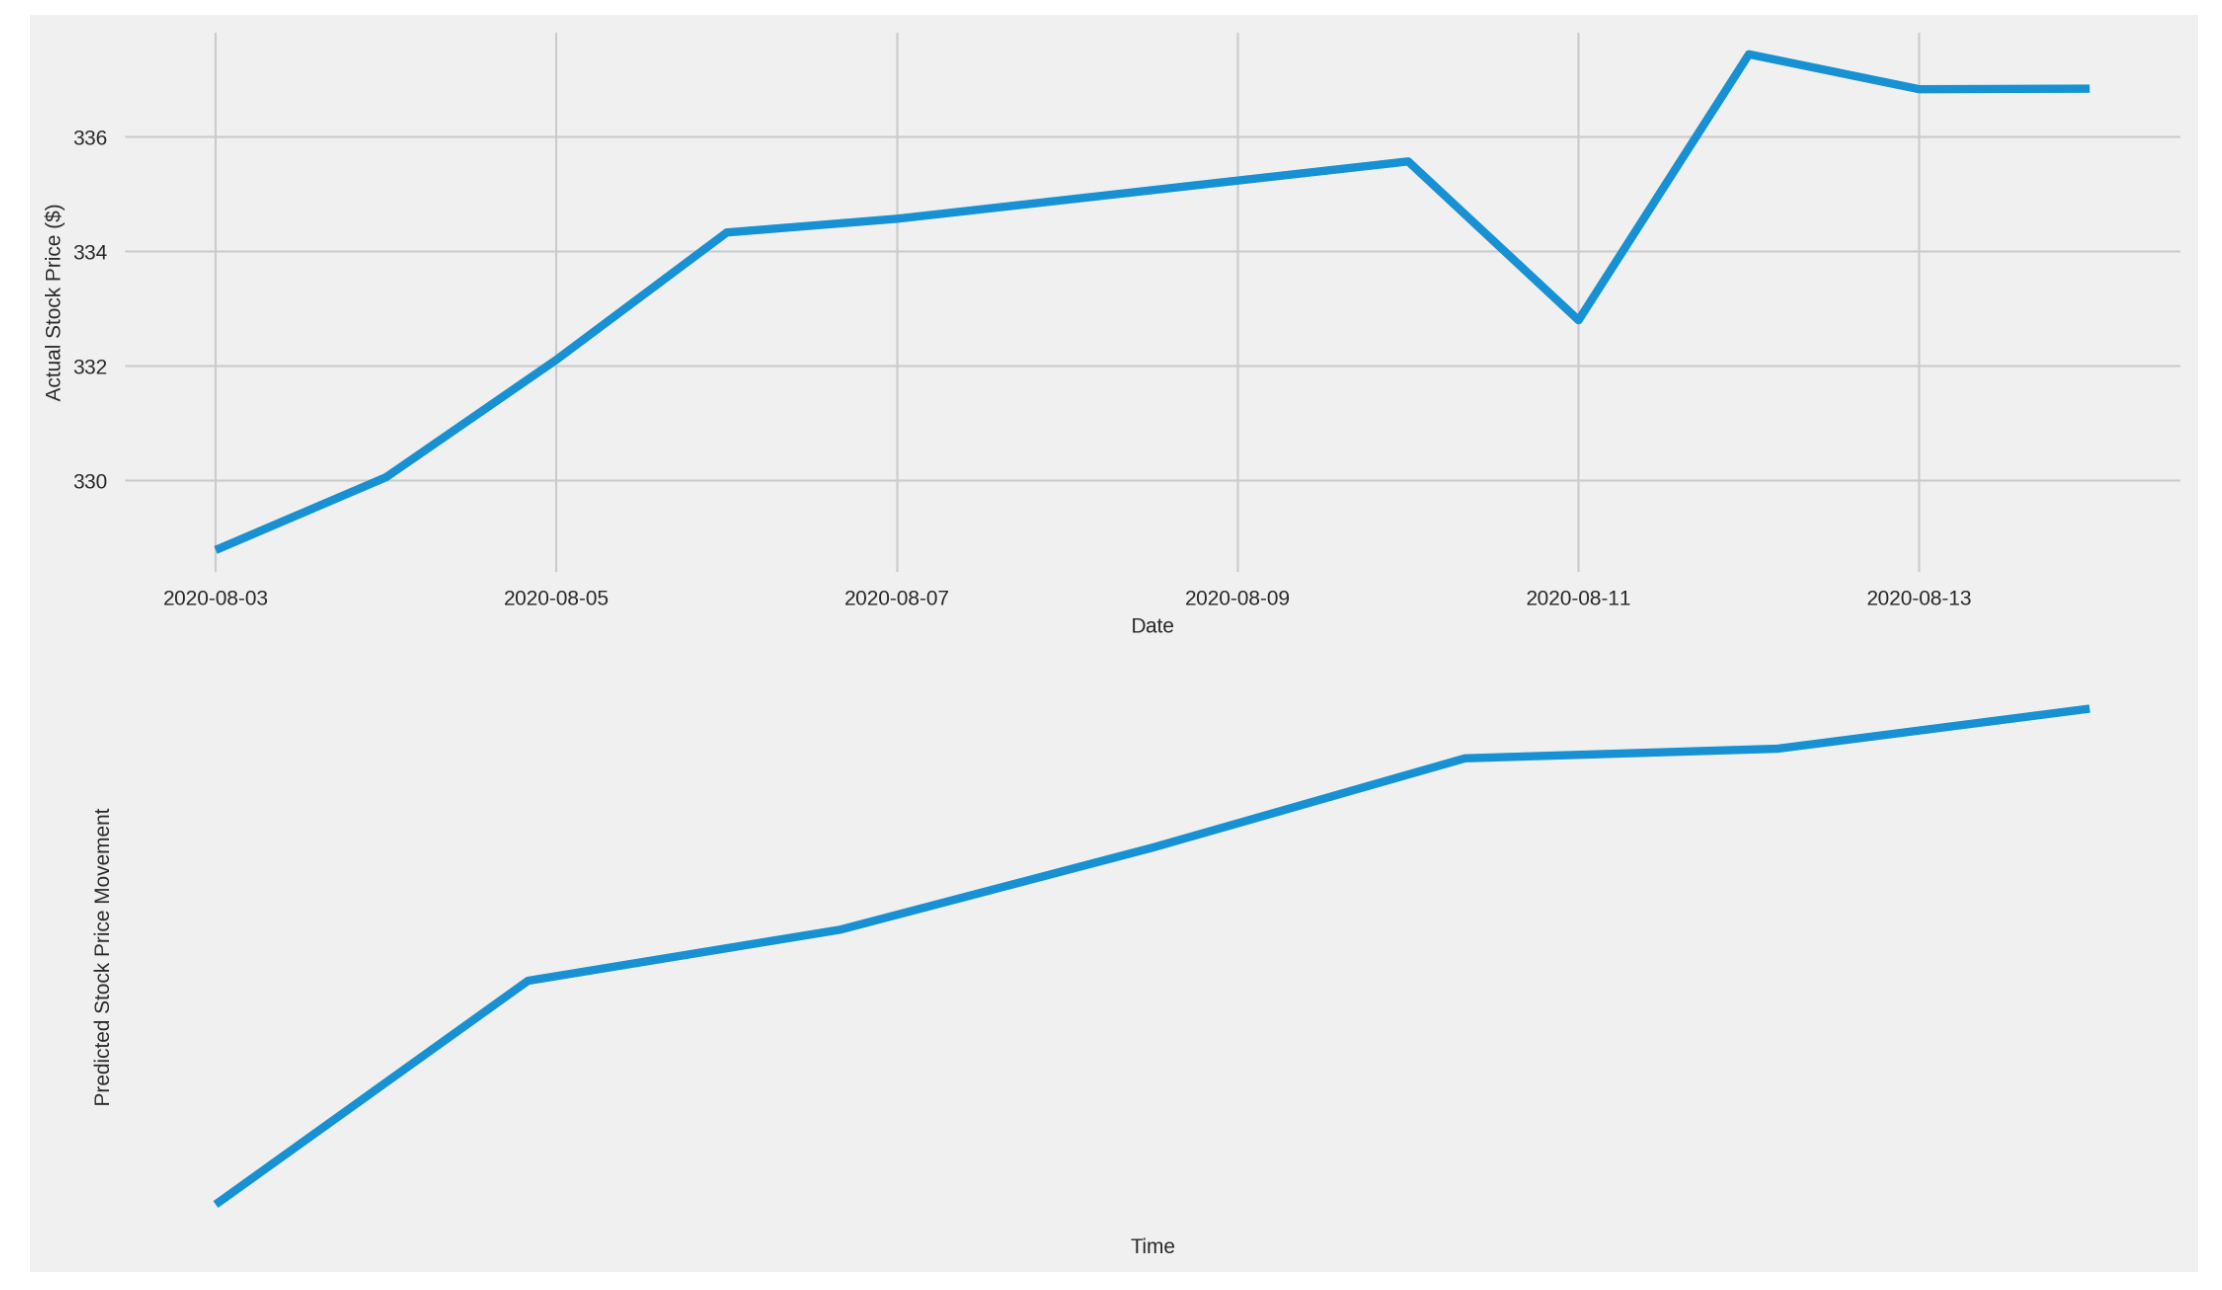 Actual Stock Price ($)
336
334
332
330
2020-08-03 2020-08-05 2020-08-07 2020-08-09 2020-08-11 2020-08-13
Date
Predicted Stock Price Movement
Time